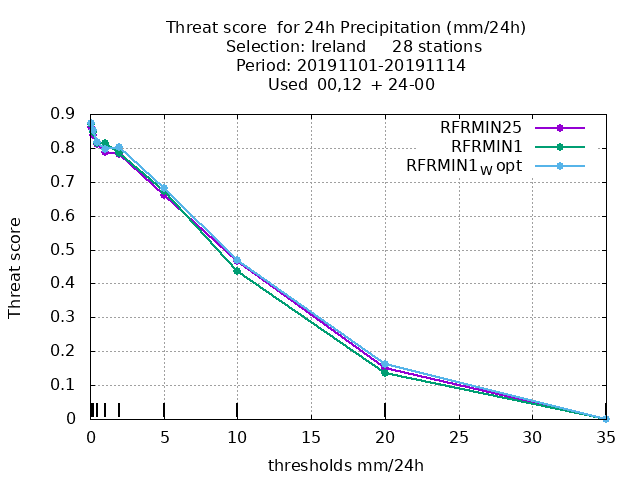 Threat score  for 24h Precipitation (mm/24h)
Selection: Ireland     28 stations
Period: 20191101-20191114
Used  00,12  + 24-00
RFRMIN25
RFRMIN1
RFRMIN1w opt
Threat score
0.9
0.8
0.7
0.6
0.5
0.4
0.3
0.2
0.1
0
0 5 10 15 20 25 30 35
thresholds mm/24h